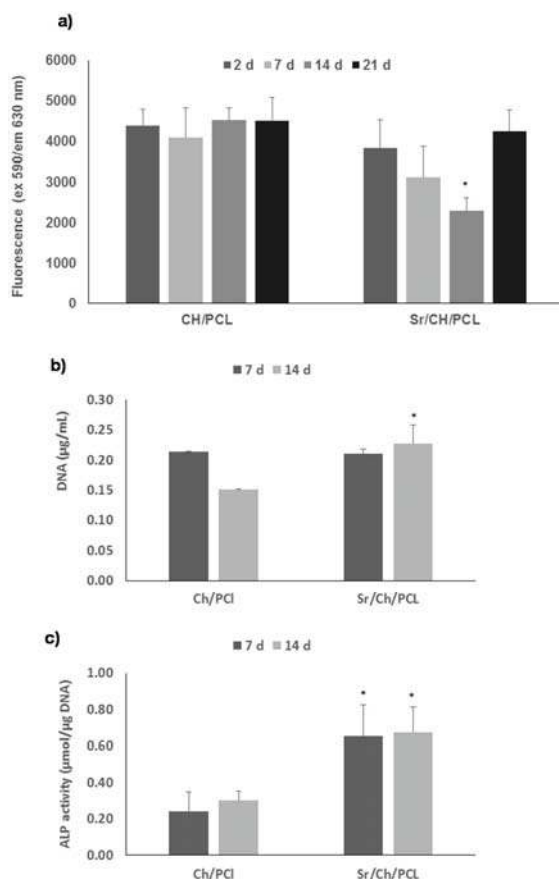 a)
2 d 7 d 14 d 21 d
6000
5000
4000
3000
2000
1000
0
Fluorescence (ex 590/em 630 nm)
*
CH/PCL Sr/CH/PCL
b)
7 d 14 d
0.30
0.25
0.20
0.15
0.10
0.05
0.00
DNA (µg/mL)
*
Ch/PCl Sr/Ch/PCL
c)
7 d 14 d
1.00
0.80
0.60
0.40
0.20
0.00
ALP activity (µmol/µg DNA)
* *
Ch/PCl Sr/Ch/PCL